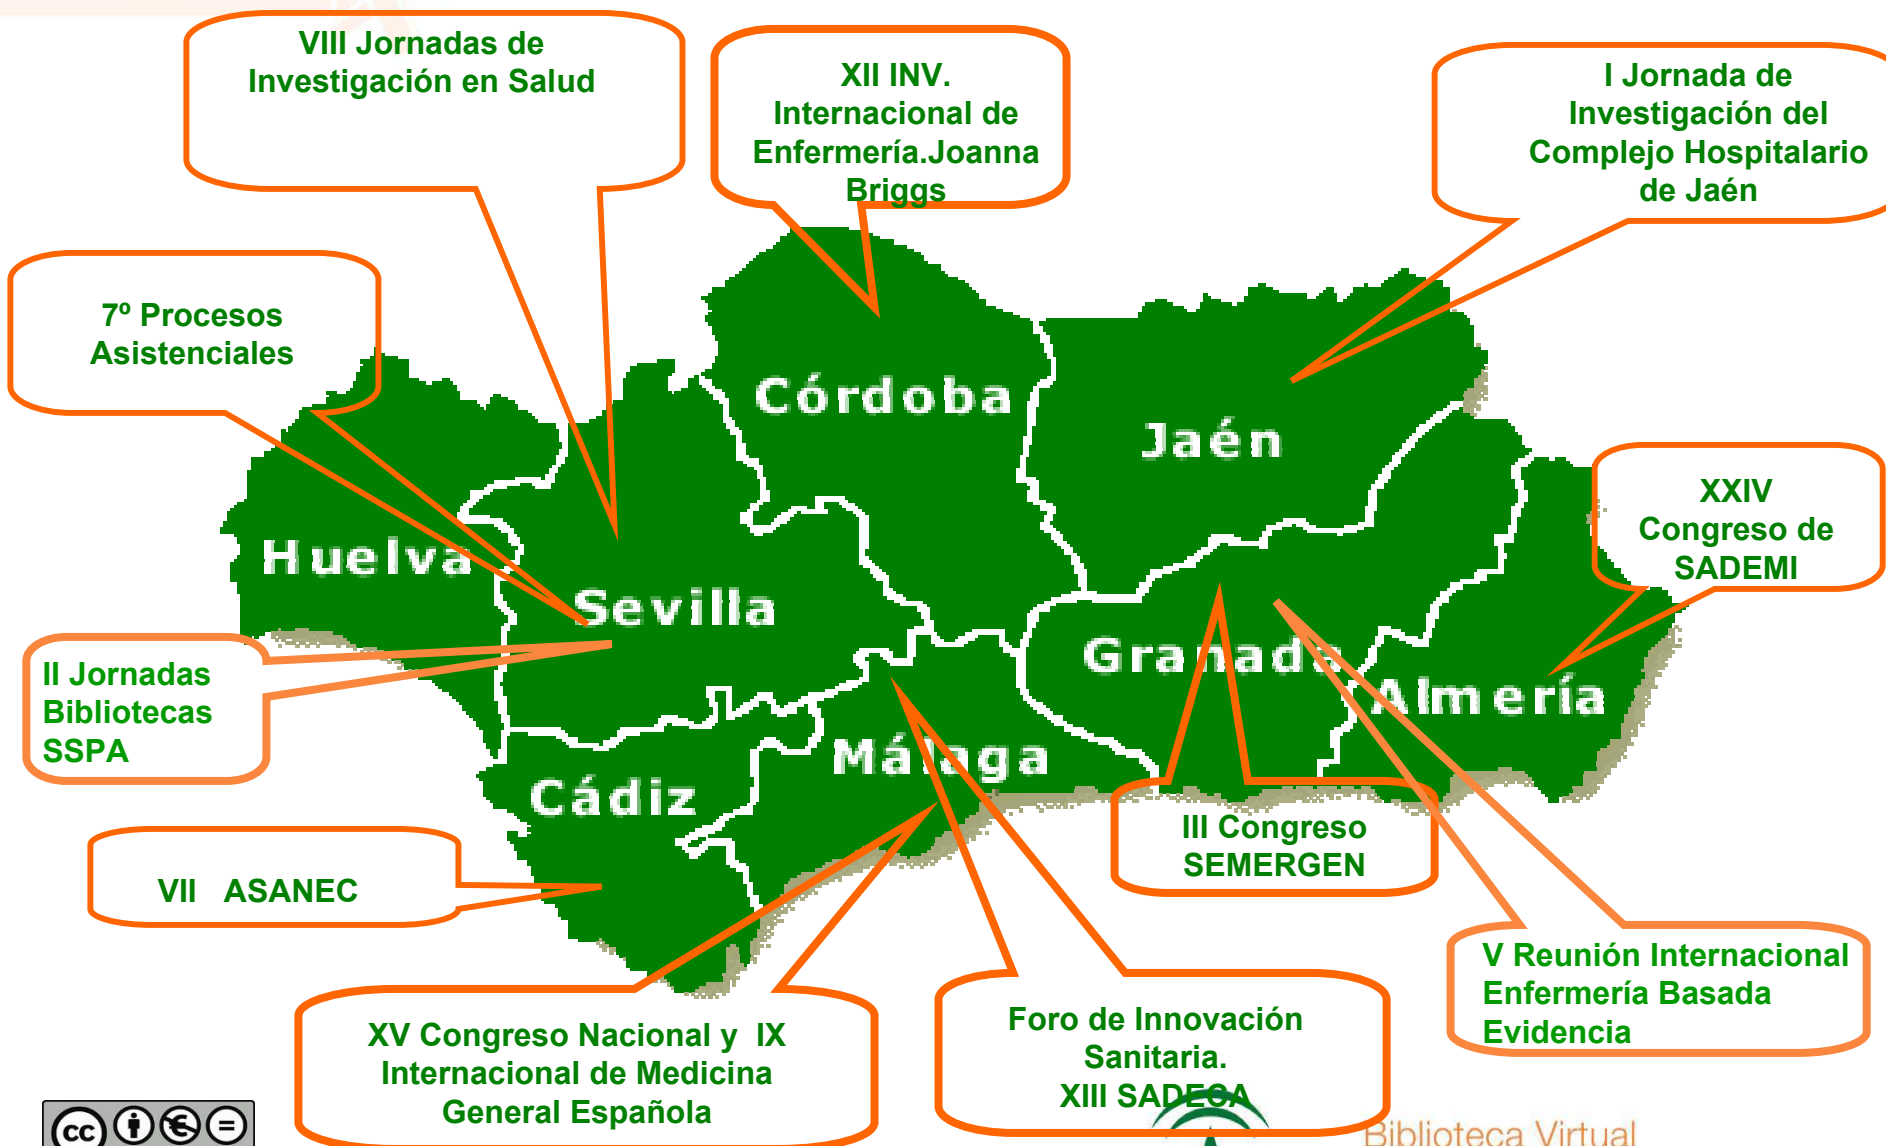 VIII Jornadas de
Investigación en Salud
XII INV.
Internacional de
Enfermería.Joanna
Briggs
I Jornada de
Investigación del
Complejo Hospitalario
de Jaén
7º Procesos
Asistenciales
Córdoba
Jaén
XXIV
Congreso de
SADEMI
Huelva
Sevilla
Granada
Almería
II Jornadas
Bibliotecas
SSPA
Málaga
Cádiz
III Congreso
SEMERGEN
VII ASANEC
V Reunión Internacional
Enfermería Basada
Evidencia
XV Congreso Nacional y IX
Internacional de Medicina
General Española
Foro de Innovación
Sanitaria.
XIII SADECA
cc
Biblioteca Virtual